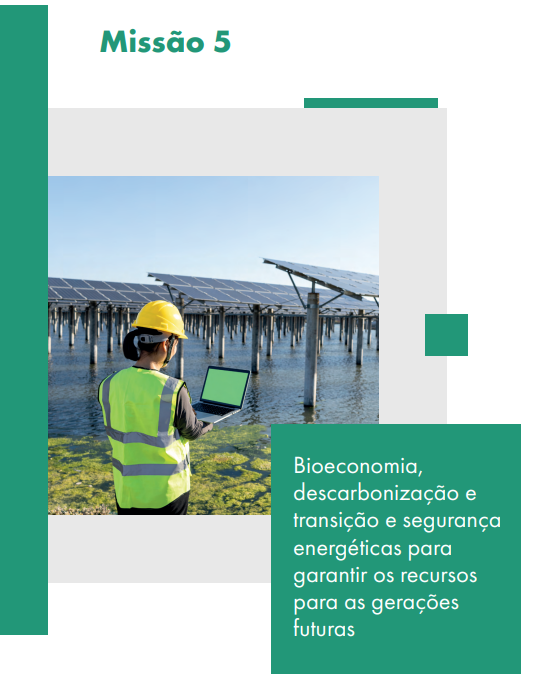 Missão 5
Bioeconomia,
descarbonização e
transição e segurança
energéticas para
garantir os recursos
para as gerações
futuras